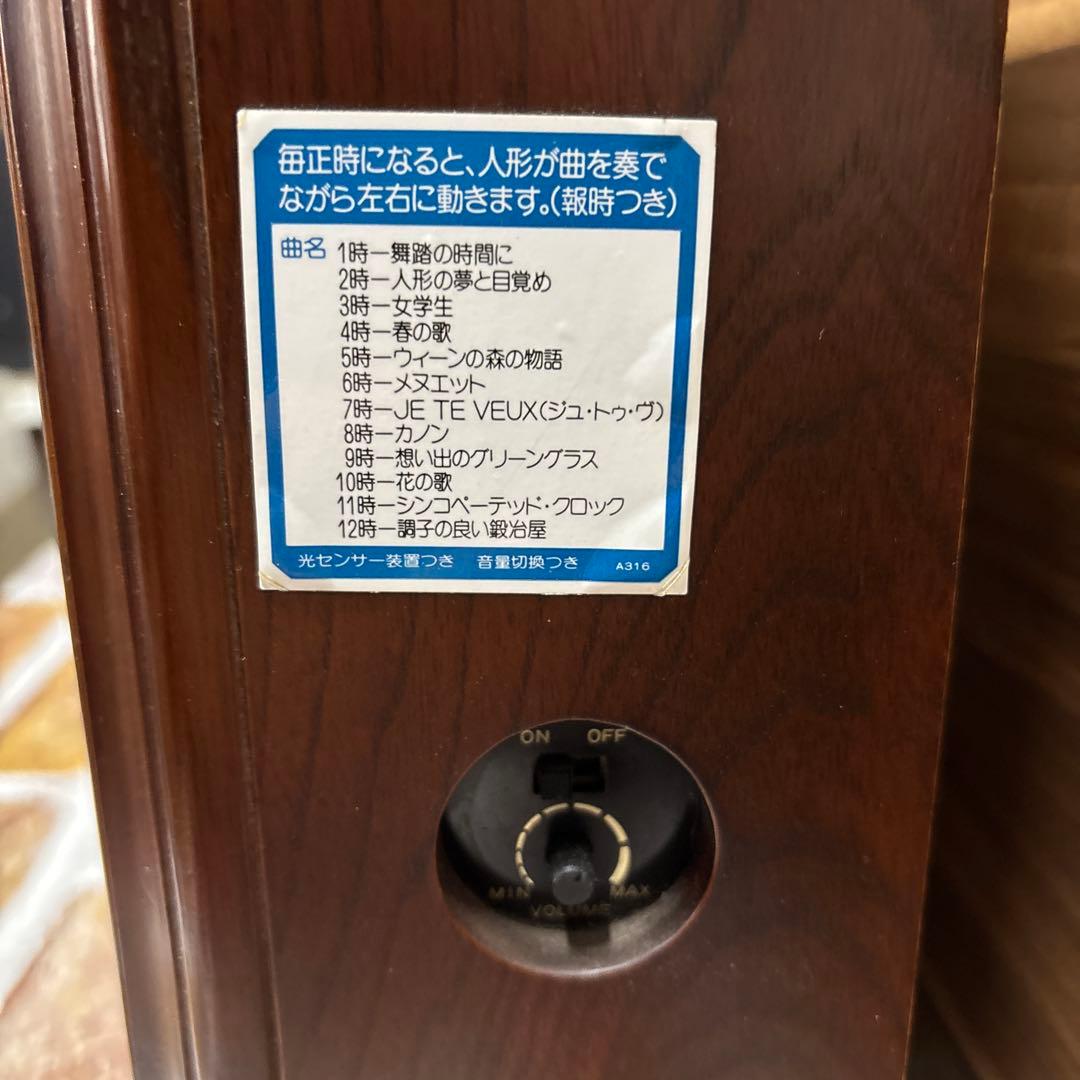 毎正時になると、人形が曲を奏で
ながら左右に動きます。(報時つき)
曲名 1時ー舞踏の時間に
2時ー人形の夢と目覚め
3時ー女学生
4時ー春の歌
5時ーウィーンの森の物語
6時ーメヌエット
7時ーJE TE VEUX(ジュ・トゥ・ヴ)
8時ーカノン
9時ー想い出のグリーングラス
10時ー花の歌
11時ーシンコペーテッド・クロック
12時ー調子の良い鍛冶屋
光センサー装置つき 音量切換つき A316
ON OFF
MIN MAX
VOLUME